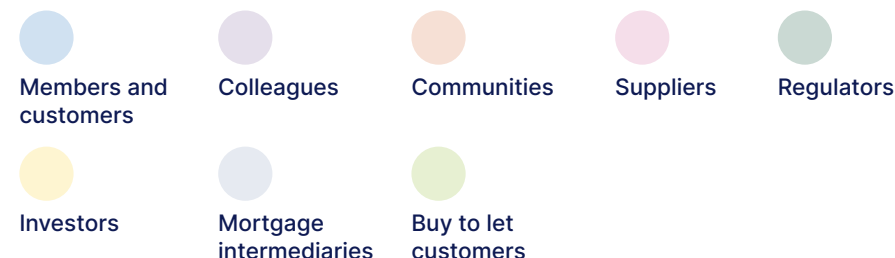 Members and
customers
Colleagues
Communities
Suppliers
Regulators
Investors
Mortgage
intermediaries
Buy to let
customers